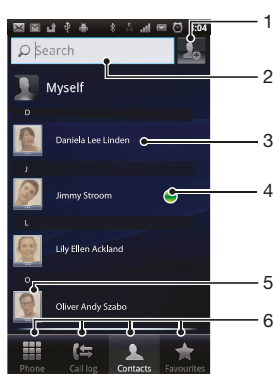 :04
1
Search
2
Myself
D
Daniela Lee Linden
3
J
Jimmy Stroom
4
L
Lily Ellen Ackland
O
5
Oliver Andy Szabo
6
Phone Call log Contacts Favourites